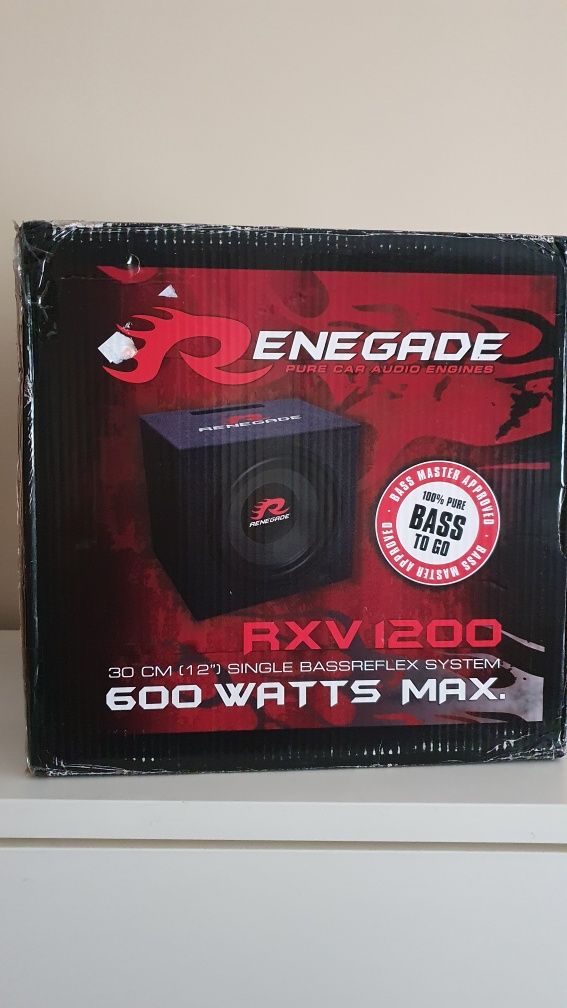 RENEGADE
PURE CAR AUDIO ENGINES
RENEGADE
R
RENEGADE
BASS MASTER APPROVED · BASS MASTER APPROVED ·
100% PURE
BASS
TO GO
RXV1200
30 CM (12") SINGLE BASSREFLEX SYSTEM
600 WATTS MAX.